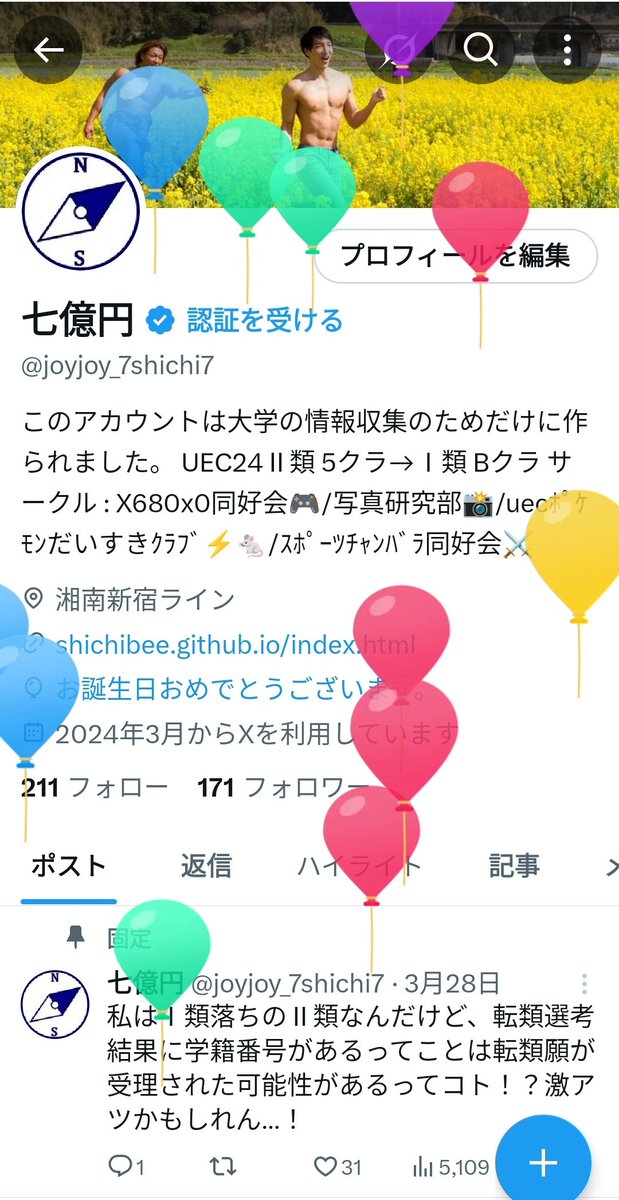 N
S
プロフィールを編集
七億円 認証を受ける
@joyjoy_7shichi7
このアカウントは大学の情報収集のためだけに作
られました。 UEC24Ⅱ類 5クラ→Ⅰ類 Bクラ サ
ークル : X680x0同好会🎮/写真研究部📸/uecﾎﾟｹ
ﾓﾝだいすきｸﾗﾌﾞ⚡🐁/ｽﾎﾟｰﾂﾁｬﾝﾊﾞﾗ同好会⚔
湘南新宿ライン
shichibee.github.io/index.html
お誕生日おめでとうございます。
2024年3月からXを利用しています
211 フォロー 171 フォロワー
ポスト 返信 ハイライト 記事
固定
N
S
七億円 @joyjoy_7shichi7 · 3月28日
私はⅠ類落ちのⅡ類なんだけど、転類選考
結果に学籍番号があるってことは転類願が
受理された可能性があるってコト！？激ア
ツかもしれん...！
1 31 5,109